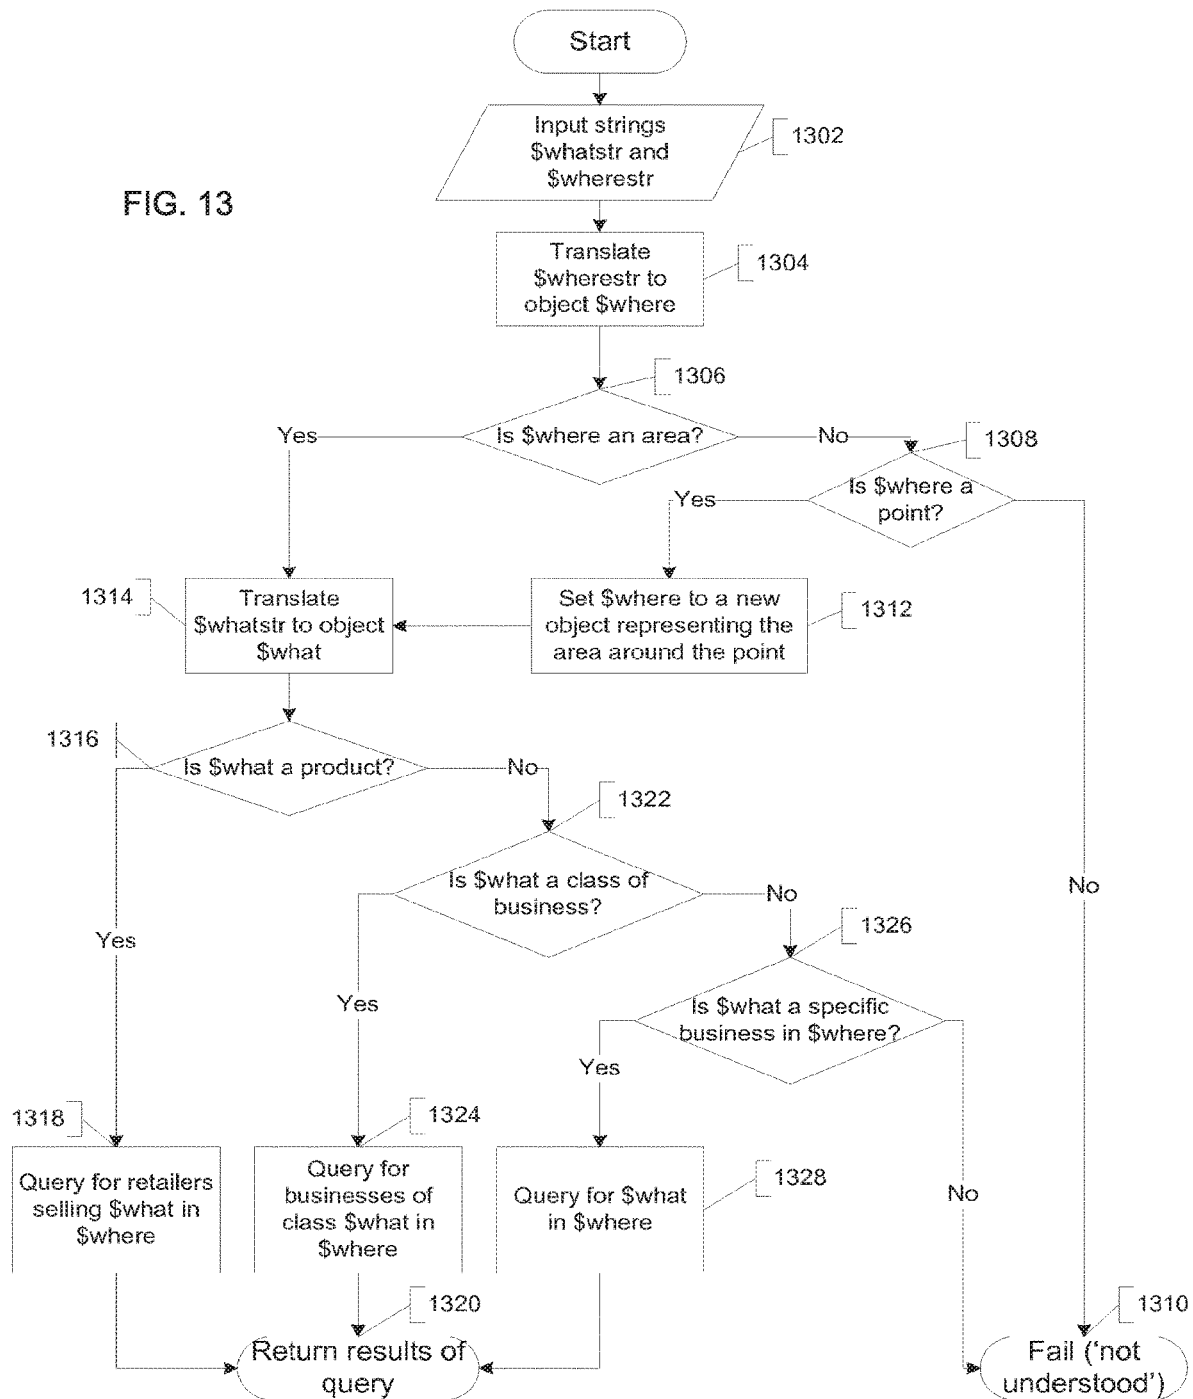 Start
Input strings
$whatstr and
$wherestr
1302
FIG. 13
Translate
$wherestr to
object $where
1304
1306
Is $where an area?
Yes
No
1308
Is $where a
point?
Yes
1314
Translate
$whatstr to object
$what
Set $where to a new
object representing the
area around the point
1312
1316
Is $what a product?
No
1322
Is $what a class of
business?
No
No
Yes
1326
Yes
Is $what a specific
business in $where?
Yes
1318
1324
Query for retailers
selling $what in
$where
Query for
businesses of
class $what in
$where
Query for $what
in $where
1328
No
1320
1310
Return results of
query
Fail ('not
understood')